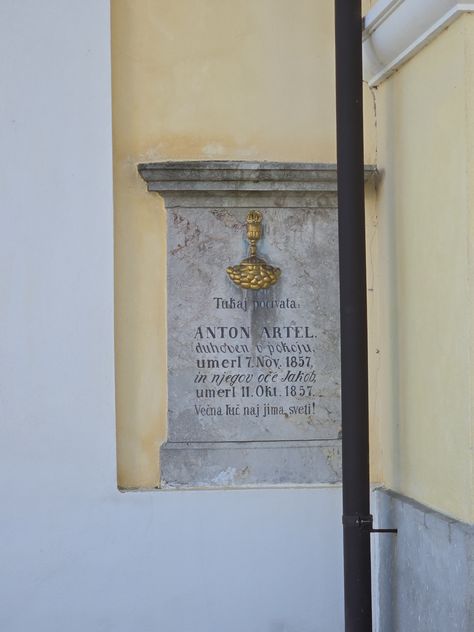 Tukaj počivata:
ANTON ARTEL.
duhoven v pokoju,
umerl 7. Nov. 1857,
in njegov oče Jakob,
umerl 11. Okt. 1857.
Večna luč naj jima sveti!